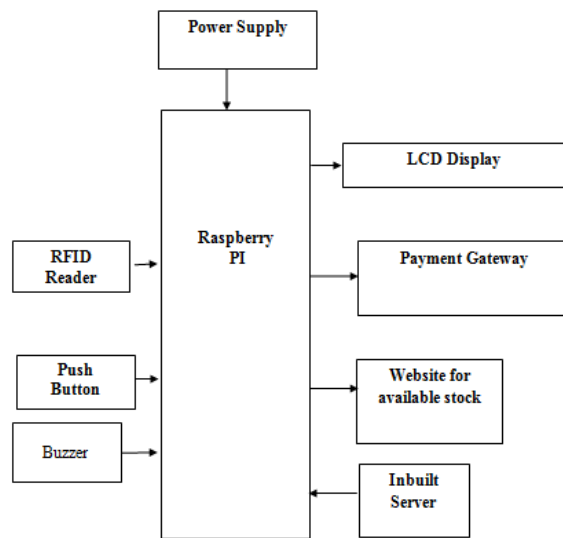 Power Supply
LCD Display
Raspberry
PI
RFID
Reader
Payment Gateway
Push
Button
Website for
available stock
Buzzer
Inbuilt
Server